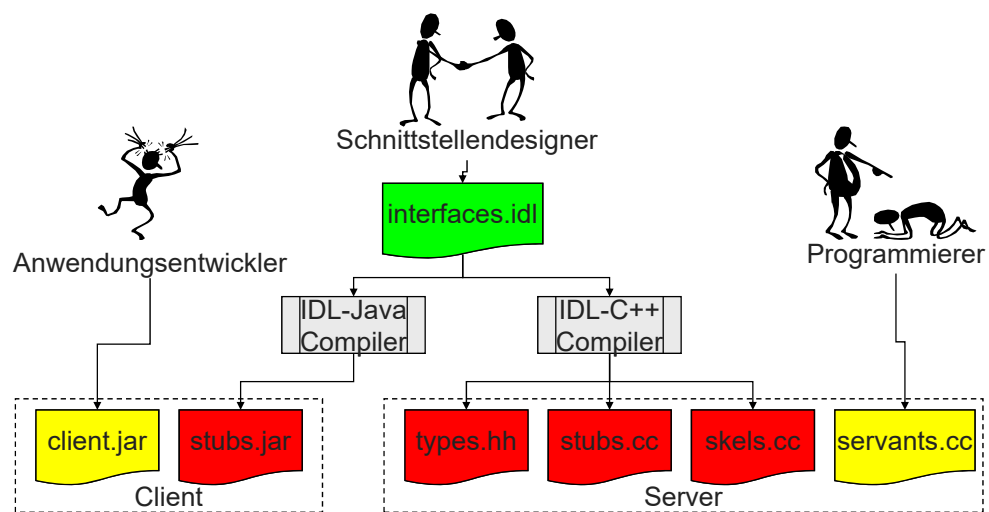 Schnittstellendesigner
interfaces.idl
Anwendungsentwickler
Programmierer
IDL-Java
Compiler
IDL-C++
Compiler
client.jar
stubs.jar
types.hh
stubs.cc
skels.cc
servants.cc
Client
Server